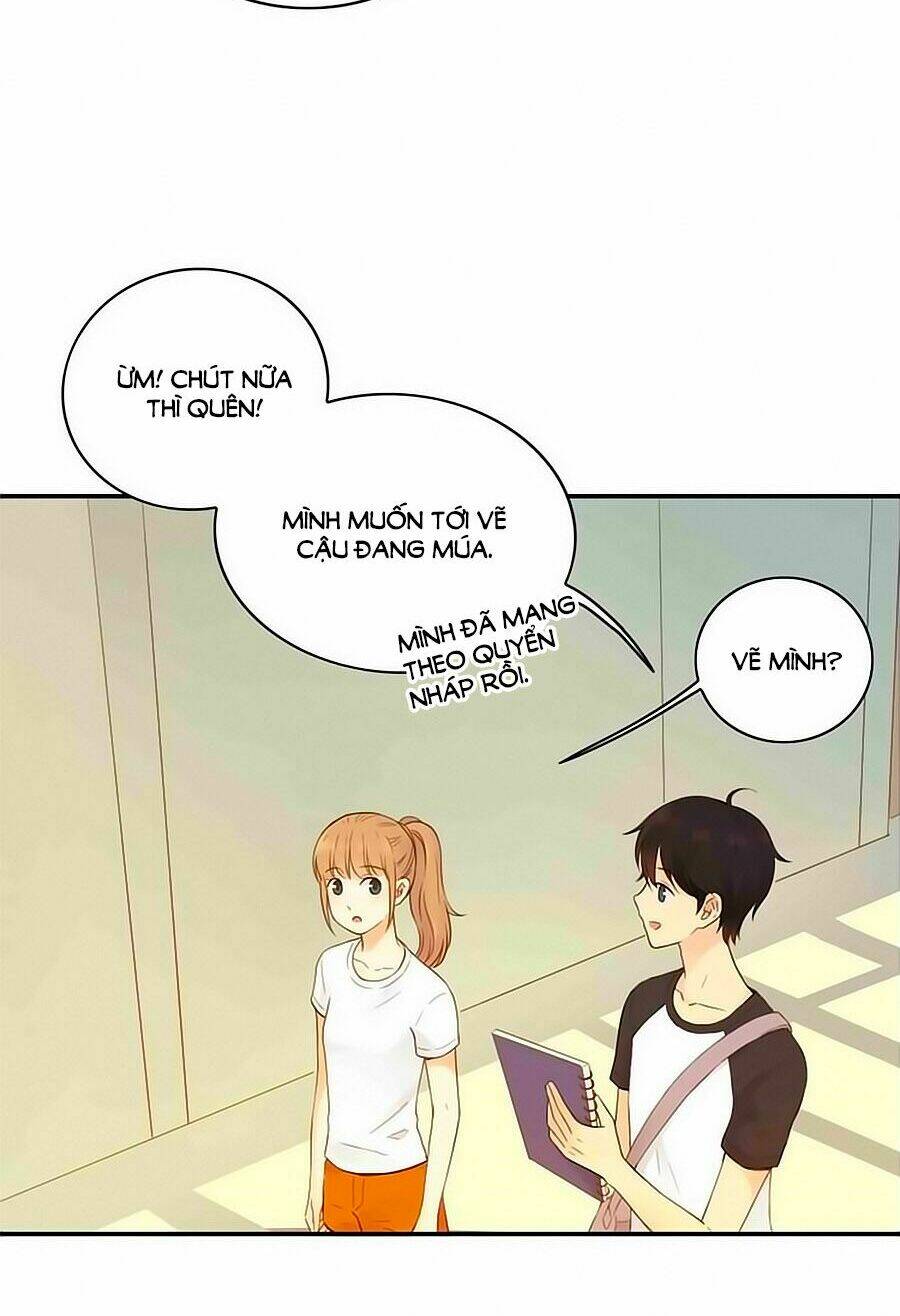 ỪM! CHÚT NỮA
THÌ QUÊN!
MÌNH MUỐN TỚI VẼ
CẬU ĐANG MÚA.
MÌNH ĐÃ MANG
THEO QUYỂN
NHÁP RỒI.
VẼ MÌNH?